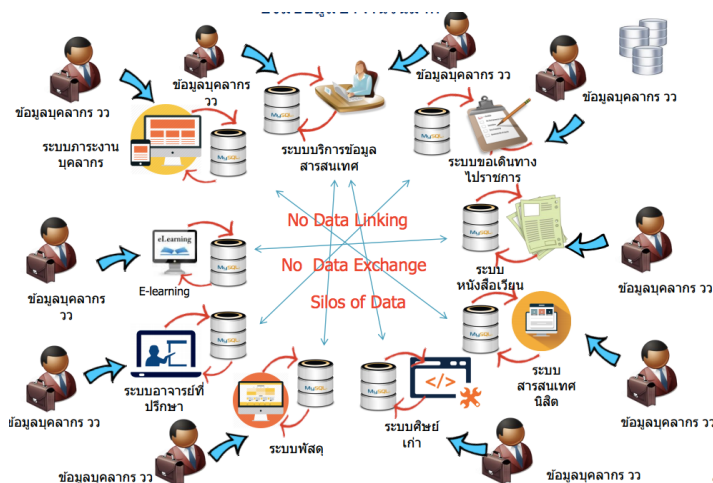 ข้อมูลบุคลากร วว
ข้อมูลบุคลากร
วว
ข้อมูลบุคลากร วว
ข้อมูลบุคลากร วว
ระบบภาระงาน
บุคลากร
MySQL
MySQL
ระบบบริการข้อมูล
สารสนเทศ
MySQL
ระบบขอเดินทาง
ไปราชการ
No Data Linking
No Data Exchange
Silos of Data
ข้อมูลบุคลากร
วว
eLearning
E-learning
MySQL
MySQL
ระบบ
หนังสือเวียน
ข้อมูลบุคลากร วว
ข้อมูลบุคลากร วว
ระบบอาจารย์ที่
ปรึกษา
MySQL
MySQL
ระบบ
สารสนเทศ
นิสิต
ข้อมูลบุคลากร วว
ข้อมูลบุคลากร วว
ระบบพัสดุ
MySQL
MySQL
</>
ระบบศิษย์
เก่า
ข้อมูลบุคลากร วว